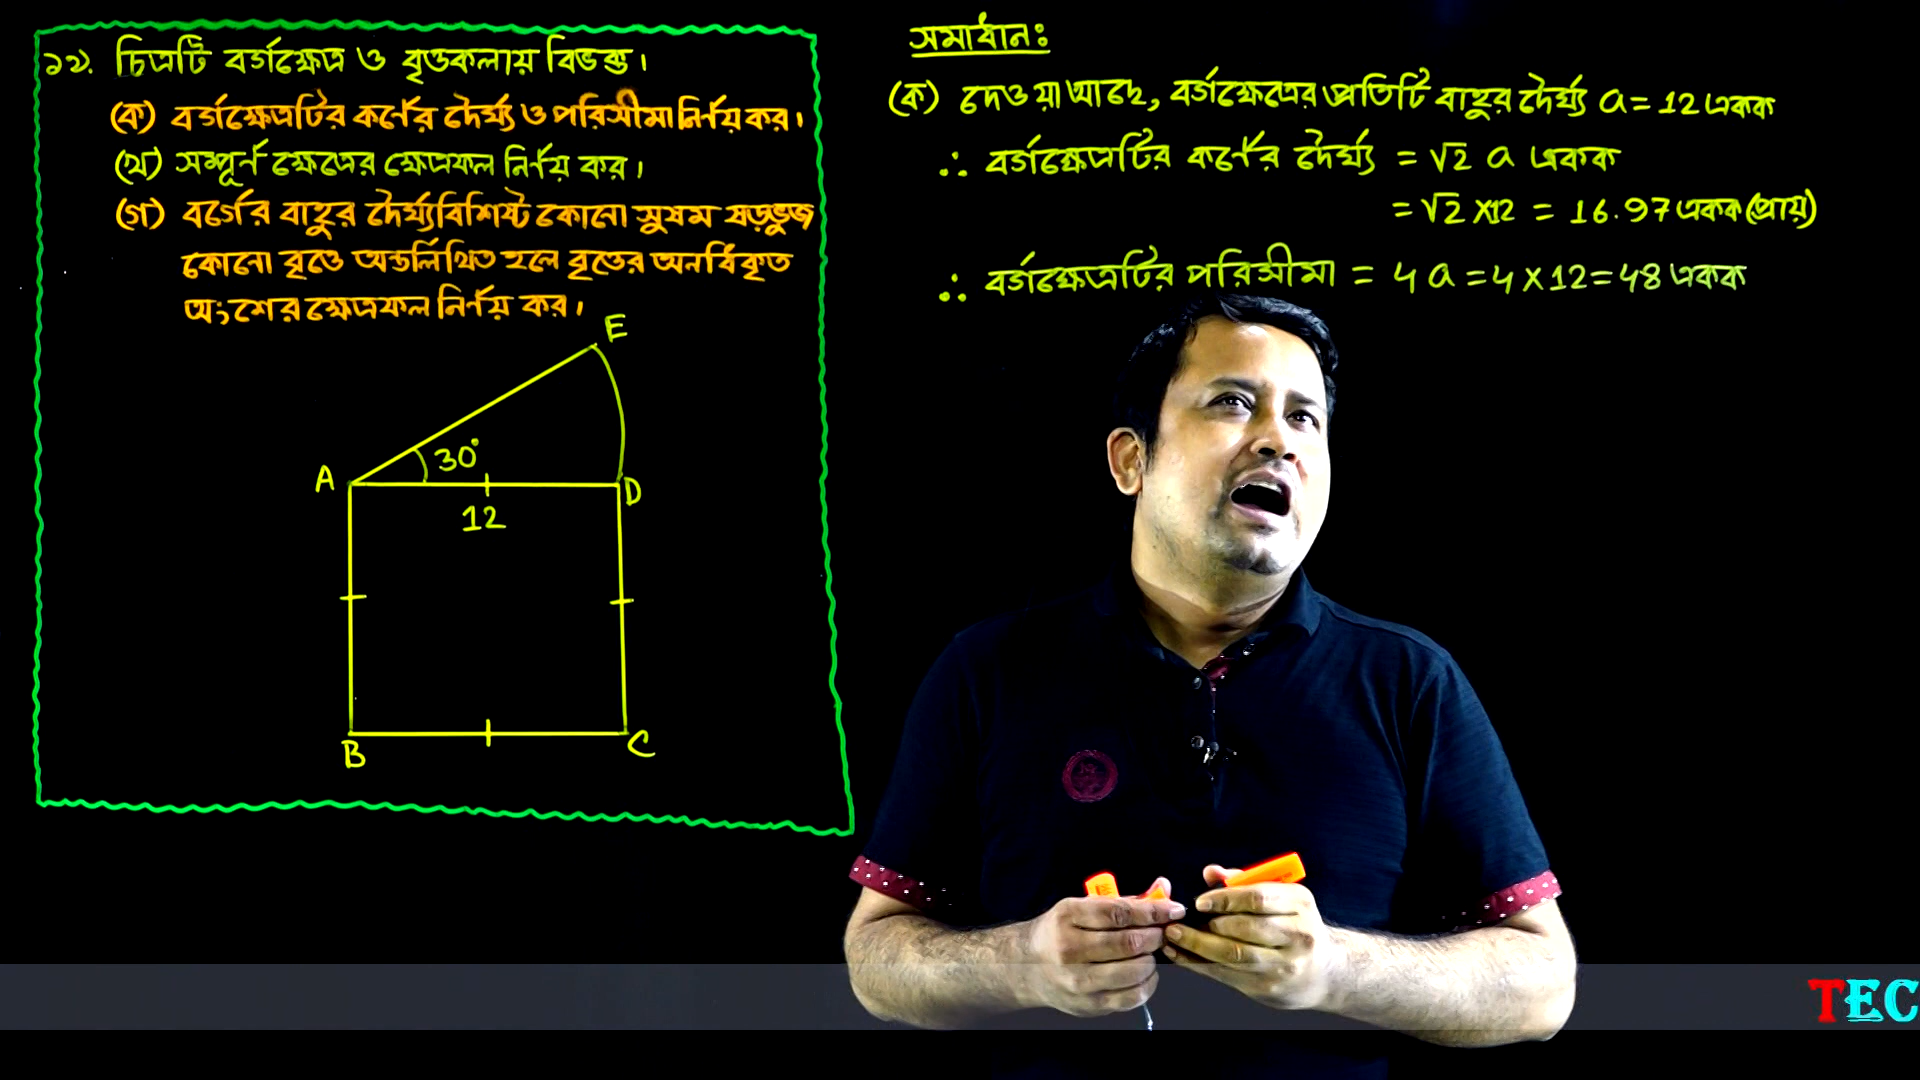 ১২. চিত্রটি বর্গক্ষেত্র ও বৃত্তকলায় বিভক্ত।
(ক) বর্গক্ষেত্রটির কর্ণের দৈর্ঘ্য ও পরিসীমা নির্ণয় কর।
(খ) সম্পূর্ণ ক্ষেত্রের ক্ষেত্রফল নির্ণয় কর।
(গ) বর্গের বাহুর দৈর্ঘ্যবিশিষ্ট কোনো সুষম ষড়ভুজ
কোনো বৃত্তে অন্তর্লিখিত হলে বৃত্তের অনধিকৃত
অংশের ক্ষেত্রফল নির্ণয় কর।
E
30°
A
D
12
B
C
সমাধানঃ
(ক) দেওয়া আছে, বর্গক্ষেত্রের প্রতিটি বাহুর দৈর্ঘ্য a = 12 একক
∴ বর্গক্ষেত্রটির কর্ণের দৈর্ঘ্য = √2 a একক
= √2 x12 = 16.97 একক (প্রায়)
∴ বর্গক্ষেত্রটির পরিসীমা = 4 a = 4 x 12 = 48 একক
TEC